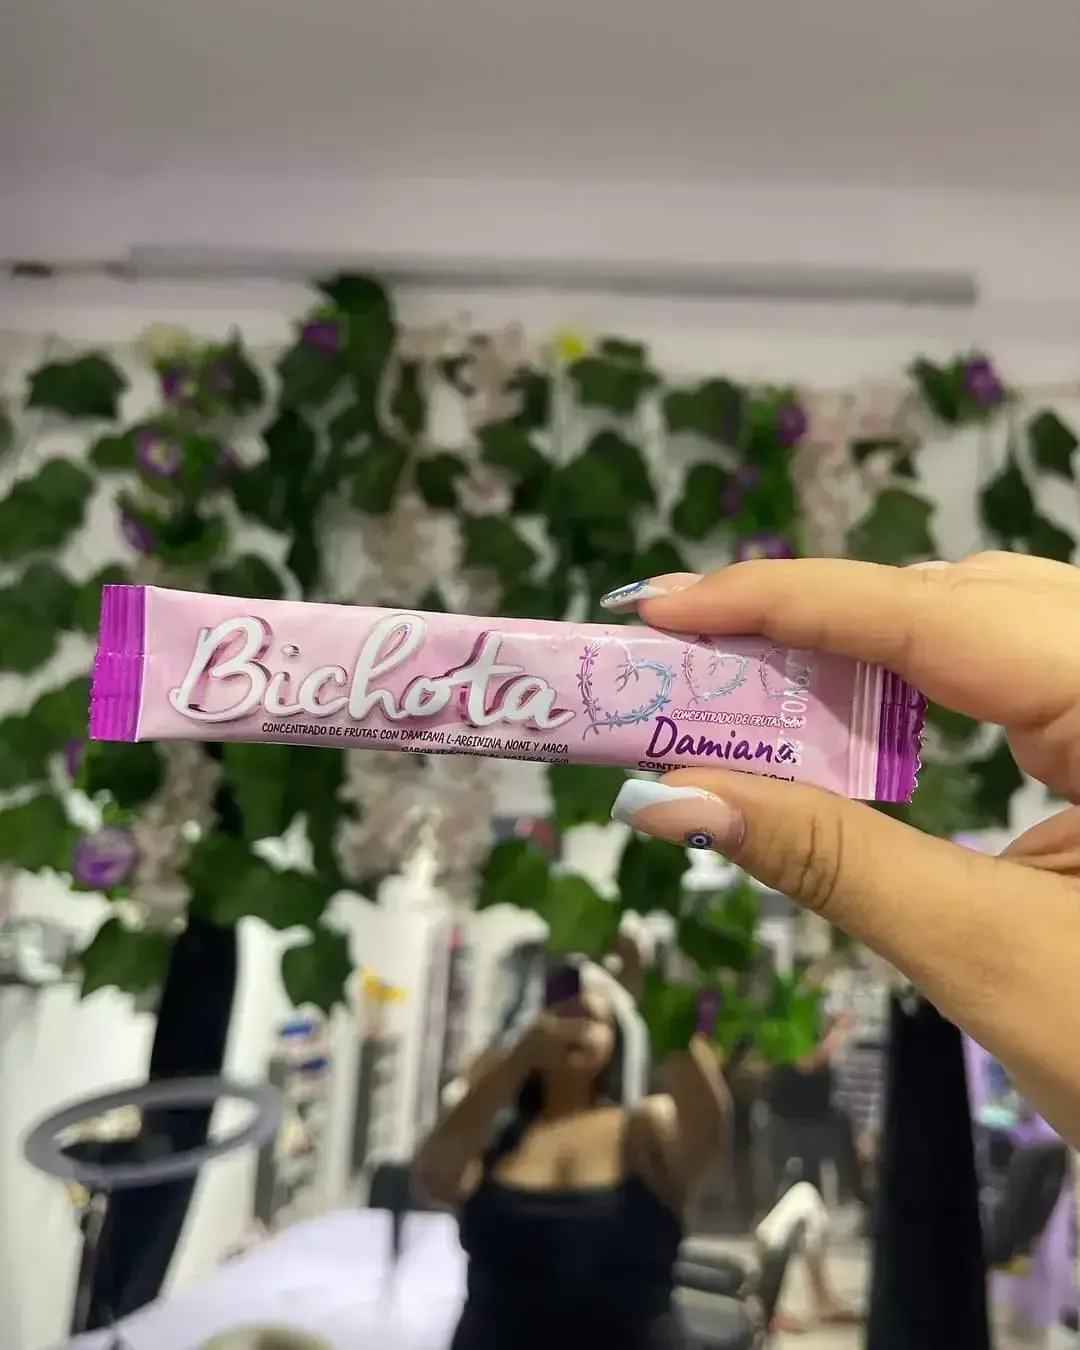 Bichota
CONCENTRADO DE FRUTAS CON DAMIANA L-ARGININA, NONI Y MACA
CONCENTRADO DE FRUTAS CON
Damiana